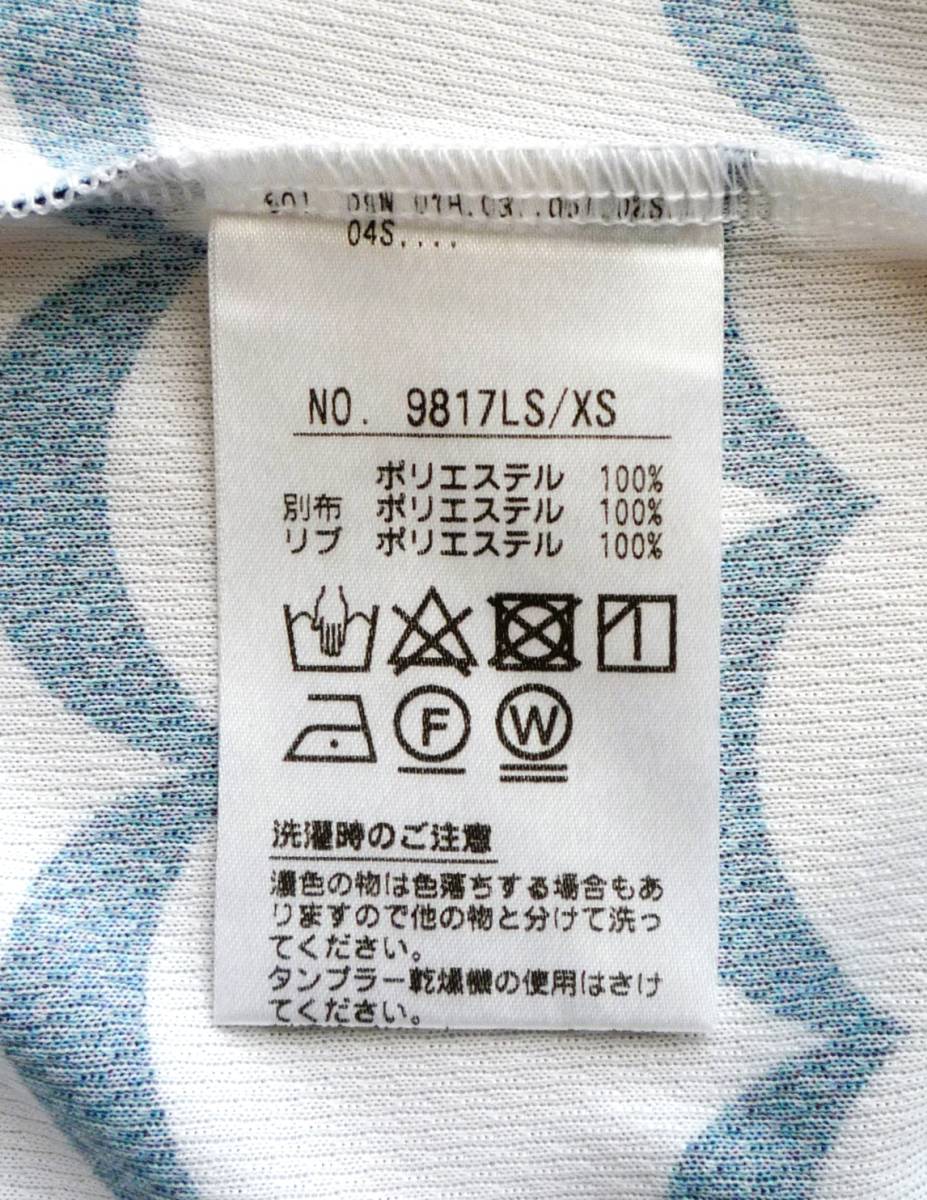 04S....
NO. 9817LS/XS
ポリエステル 100%
別布 ポリエステル 100%
リブ ポリエステル 100%
F W
洗濯時のご注意
濃色の物は色落ちする場合もあ
りますので他の物と分けて洗っ
てください。
タンブラー乾燥機の使用はさけ
てください。